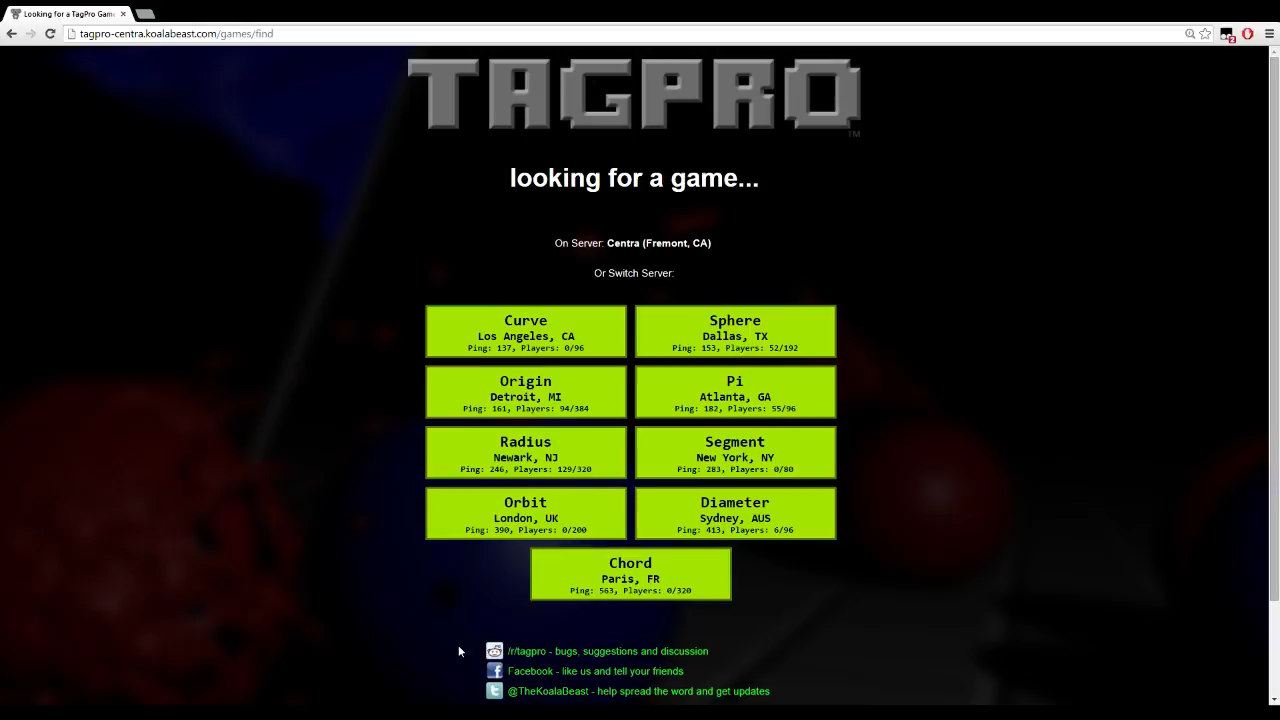 Looking for a TagPro Gam
tagpro-centra.koalabeast.com/games/find
2
TAGPRO
TM
looking for a game...
On Server: Centra (Fremont, CA)
Or Switch Server:
Curve
Los Angeles, CA
Ping: 137, Players: 0/96
Sphere
Dallas, TX
Ping: 153, Players: 52/192
Origin
Detroit, MI
Ping: 161, Players: 94/384
Pi
Atlanta, GA
Ping: 182, Players: 55/96
Radius
Newark, NJ
Ping: 246, Players: 129/320
Segment
New York, NY
Ping: 283, Players: 0/80
Orbit
London, UK
Ping: 390, Players: 0/200
Diameter
Sydney, AUS
Ping: 413, Players: 6/96
Chord
Paris, FR
Ping: 563, Players: 0/320
/r/tagpro - bugs, suggestions and discussion
Facebook - like us and tell your friends
@TheKoalaBeast - help spread the word and get updates